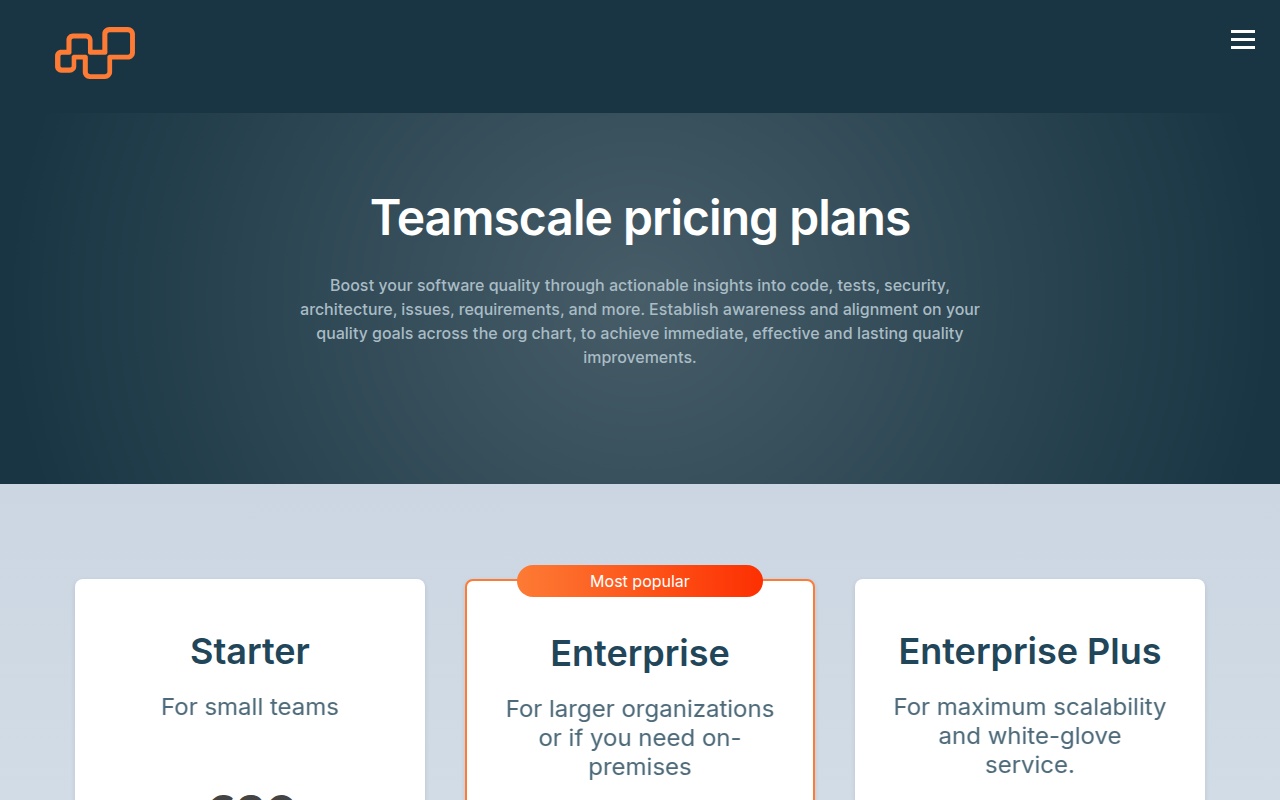 Teamscale pricing plans
Boost your software quality through actionable insights into code, tests, security,
architecture, issues, requirements, and more. Establish awareness and alignment on your
quality goals across the org chart, to achieve immediate, effective and lasting quality
improvements.
Most popular
Starter
For small teams
Enterprise
For larger organizations
or if you need on-
premises
Enterprise Plus
For maximum scalability
and white-glove
service.